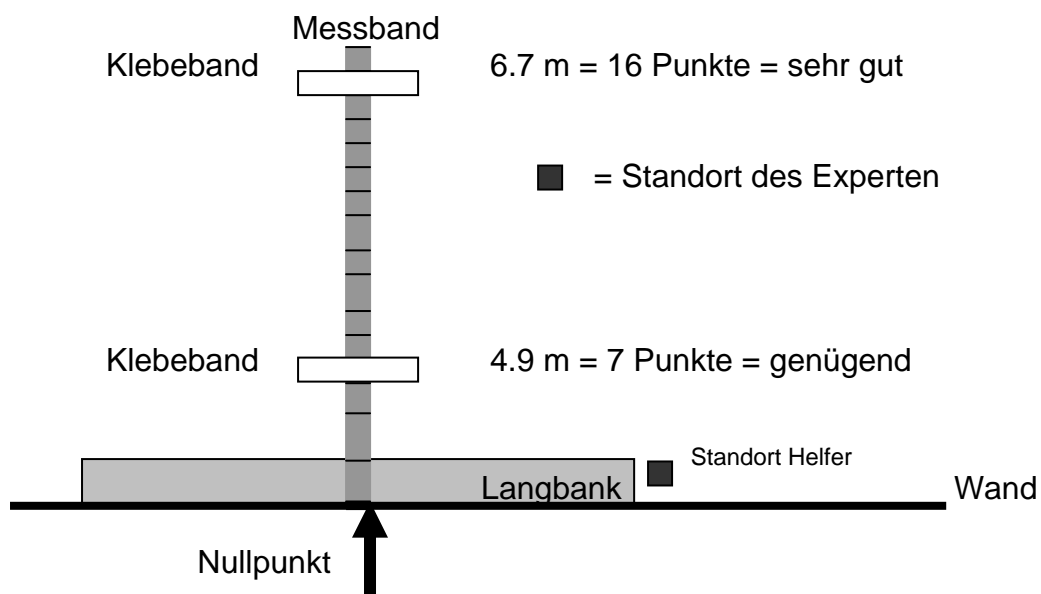 Messband
Klebeband 6.7 m = 16 Punkte = sehr gut
= Standort des Experten
Klebeband 4.9 m = 7 Punkte = genügend
Standort Helfer
Langbank Wand
Nullpunkt